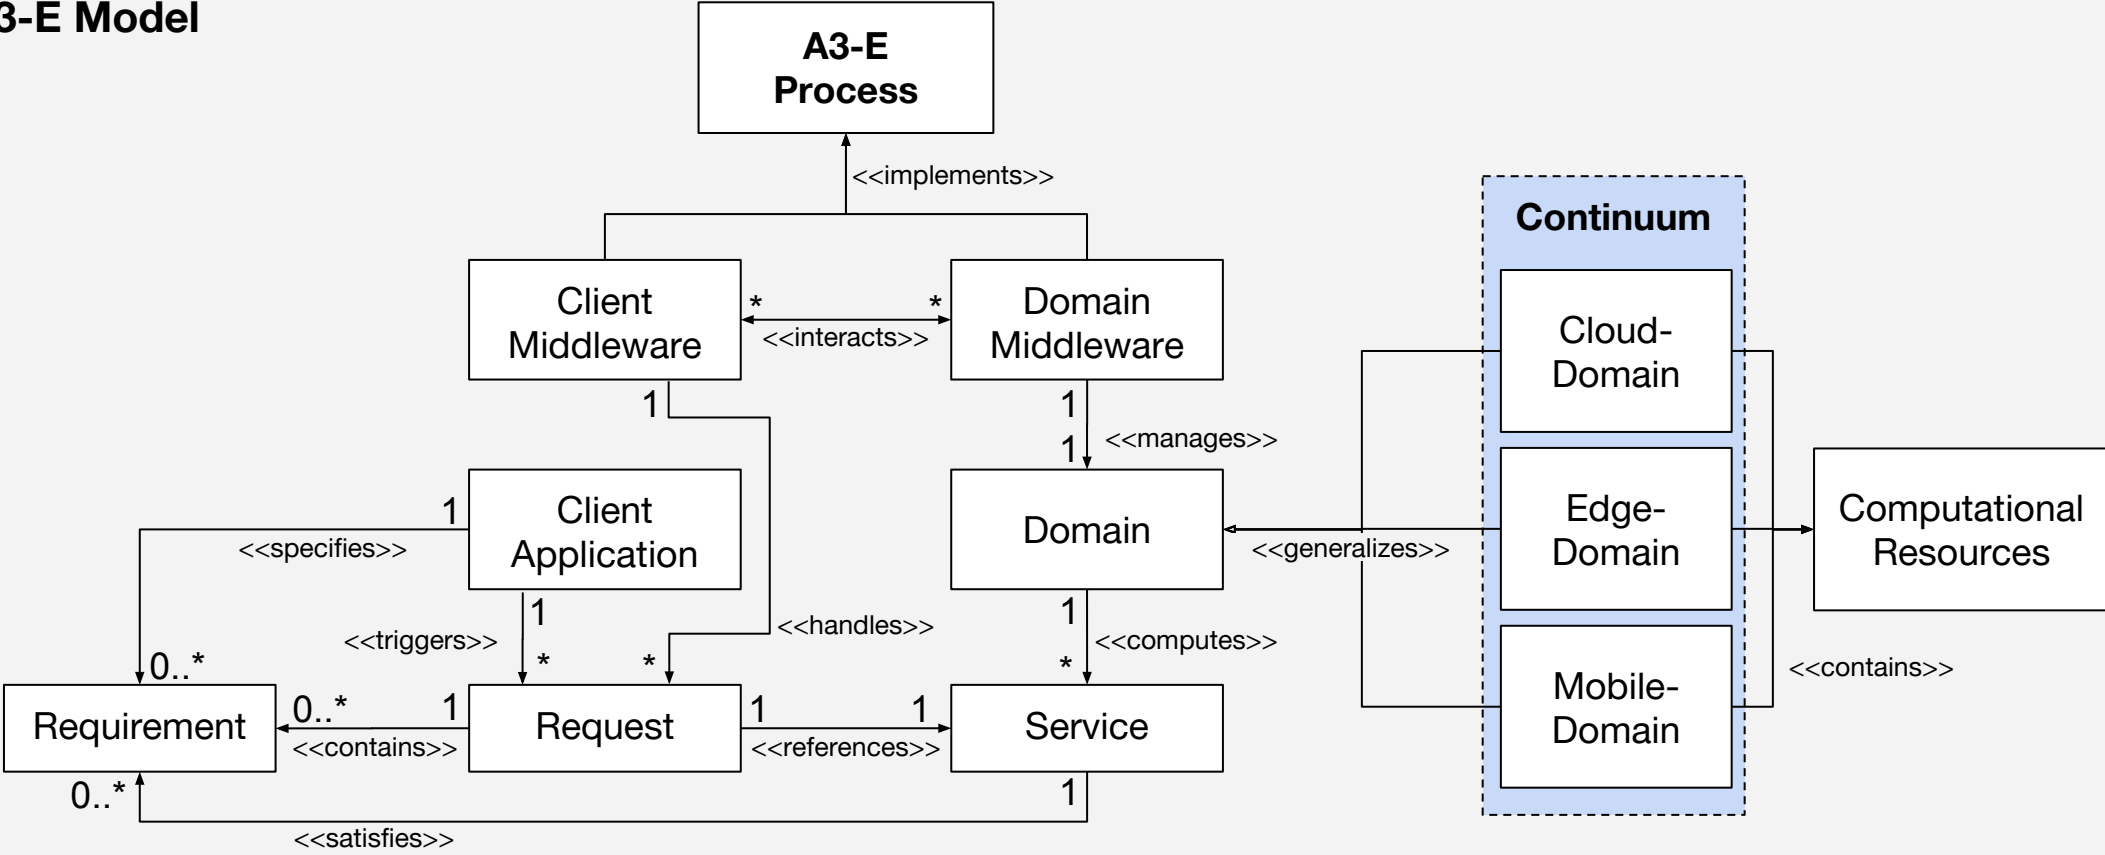 3-E Model
A3-E
Process
<<implements>>
Continuum
Client
Middleware
*
*
<<interacts>>
Domain
Middleware
Cloud-
Domain
1
1
1
<<manages>>
1
<<specifies>>
Client
Application
Domain
<<generalizes>>
Edge-
Domain
Computational
Resources
1
<<triggers>>
*
*
<<handles>>
1
<<computes>>
*
Mobile-
Domain
<<contains>>
0..*
Requirement
0..*
1
<<contains>>
Request
1
1
<<references>>
Service
0..*
1
<<satisfies>>